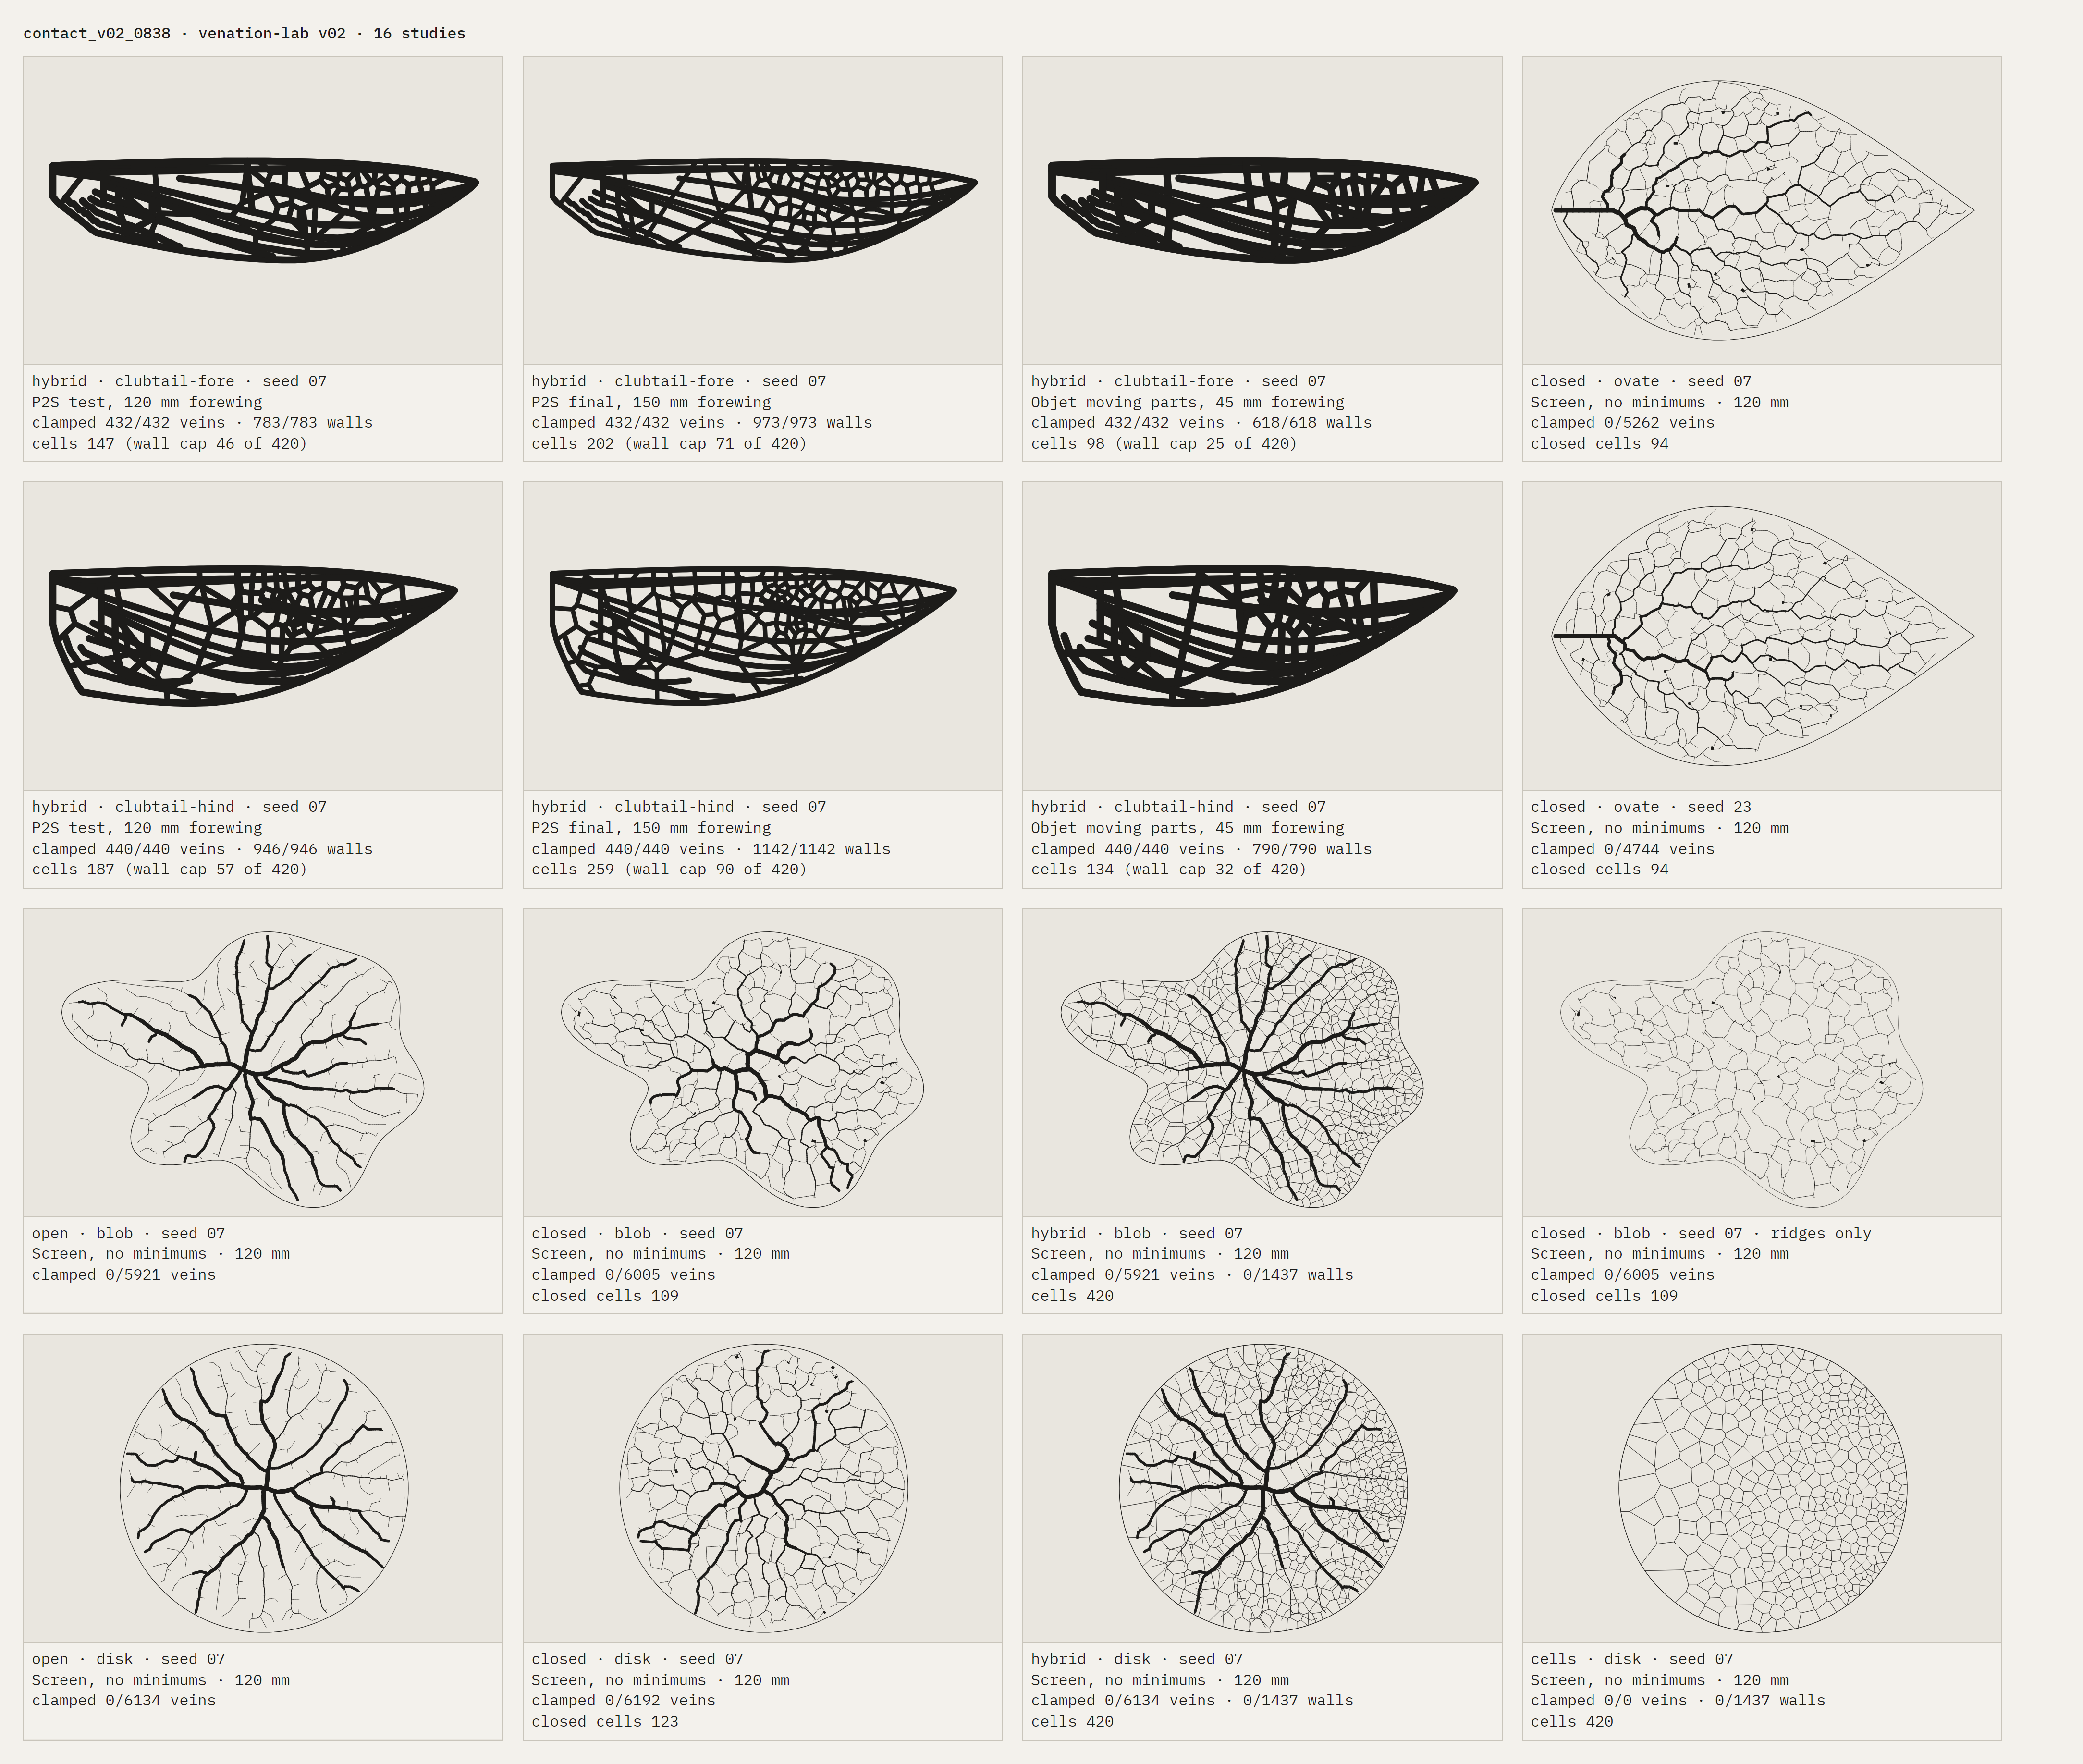 contact_v02_0838 · venation-lab v02 · 16 studies
hybrid · clubtail-fore · seed 07
P2S test, 120 mm forewing
clamped 432/432 veins · 783/783 walls
cells 147 (wall cap 46 of 420)
hybrid · clubtail-fore · seed 07
P2S final, 150 mm forewing
clamped 432/432 veins · 973/973 walls
cells 202 (wall cap 71 of 420)
hybrid · clubtail-fore · seed 07
Objet moving parts, 45 mm forewing
clamped 432/432 veins · 618/618 walls
cells 98 (wall cap 25 of 420)
closed · ovate · seed 07
Screen, no minimums · 120 mm
clamped 0/5262 veins
closed cells 94
hybrid · clubtail-hind · seed 07
P2S test, 120 mm forewing
clamped 440/440 veins · 946/946 walls
cells 187 (wall cap 57 of 420)
hybrid · clubtail-hind · seed 07
P2S final, 150 mm forewing
clamped 440/440 veins · 1142/1142 walls
cells 259 (wall cap 90 of 420)
hybrid · clubtail-hind · seed 07
Objet moving parts, 45 mm forewing
clamped 440/440 veins · 790/790 walls
cells 134 (wall cap 32 of 420)
closed · ovate · seed 23
Screen, no minimums · 120 mm
clamped 0/4744 veins
closed cells 94
open · blob · seed 07
Screen, no minimums · 120 mm
clamped 0/5921 veins
closed · blob · seed 07
Screen, no minimums · 120 mm
clamped 0/6005 veins
closed cells 109
hybrid · blob · seed 07
Screen, no minimums · 120 mm
clamped 0/5921 veins · 0/1437 walls
cells 420
closed · blob · seed 07 · ridges only
Screen, no minimums · 120 mm
clamped 0/6005 veins
closed cells 109
open · disk · seed 07
Screen, no minimums · 120 mm
clamped 0/6134 veins
closed · disk · seed 07
Screen, no minimums · 120 mm
clamped 0/6192 veins
closed cells 123
hybrid · disk · seed 07
Screen, no minimums · 120 mm
clamped 0/6134 veins · 0/1437 walls
cells 420
cells · disk · seed 07
Screen, no minimums · 120 mm
clamped 0/0 veins · 0/1437 walls
cells 420